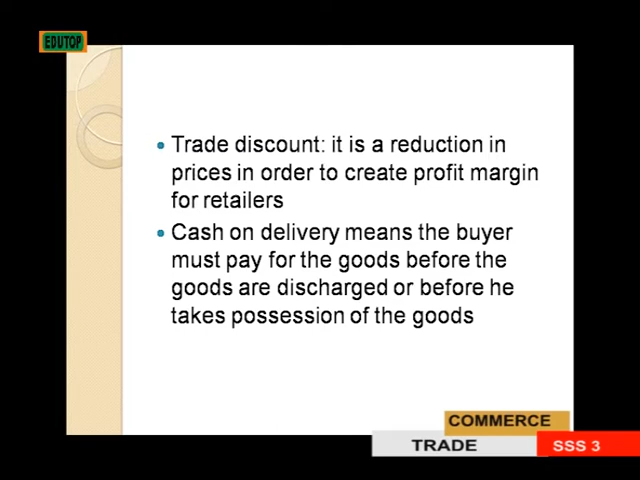 EDUTOP
Trade discount: it is a reduction in
prices in order to create profit margin
for retailers
Cash on delivery means the buyer
must pay for the goods before the
goods are discharged or before he
takes possession of the goods
COMMERCE
TRADE
SSS 3